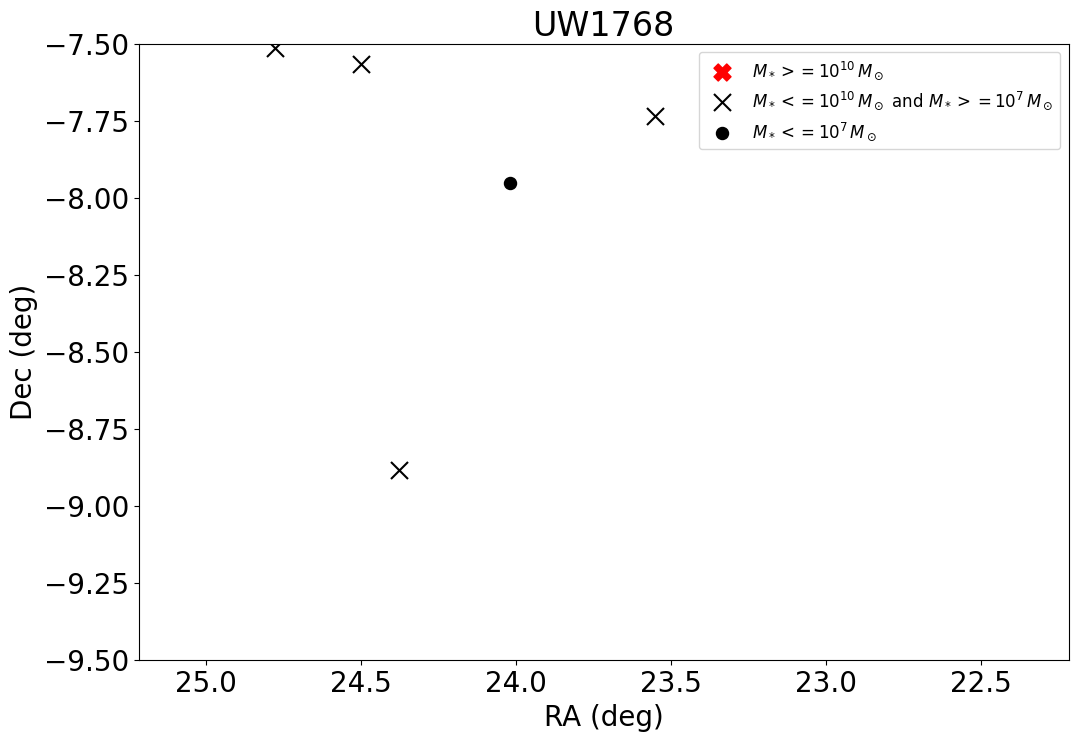 UW1768
−7.50
−7.75
−8.00
−8.25
−8.50
−8.75
−9.00
−9.25
−9.50
Dec (deg)
M* >= 10^10 M⊙
M* <= 10^10 M⊙ and M* >= 10^7 M⊙
M* <= 10^7 M⊙
25.0 24.5 24.0 23.5 23.0 22.5
RA (deg)